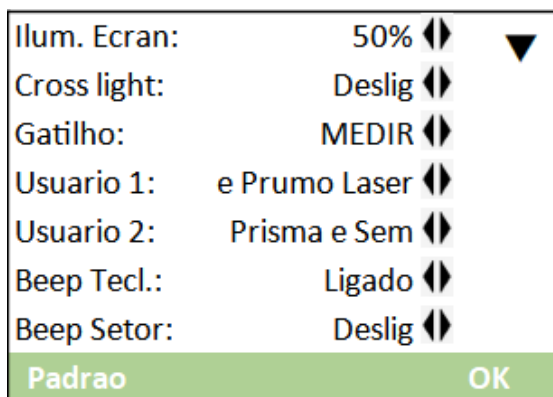 Ilum. Ecran: 50%
Cross light: Deslig
Gatilho: MEDIR
Usuario 1: e Prumo Laser
Usuario 2: Prisma e Sem
Beep Tecl.: Ligado
Beep Setor: Deslig
Padrao OK